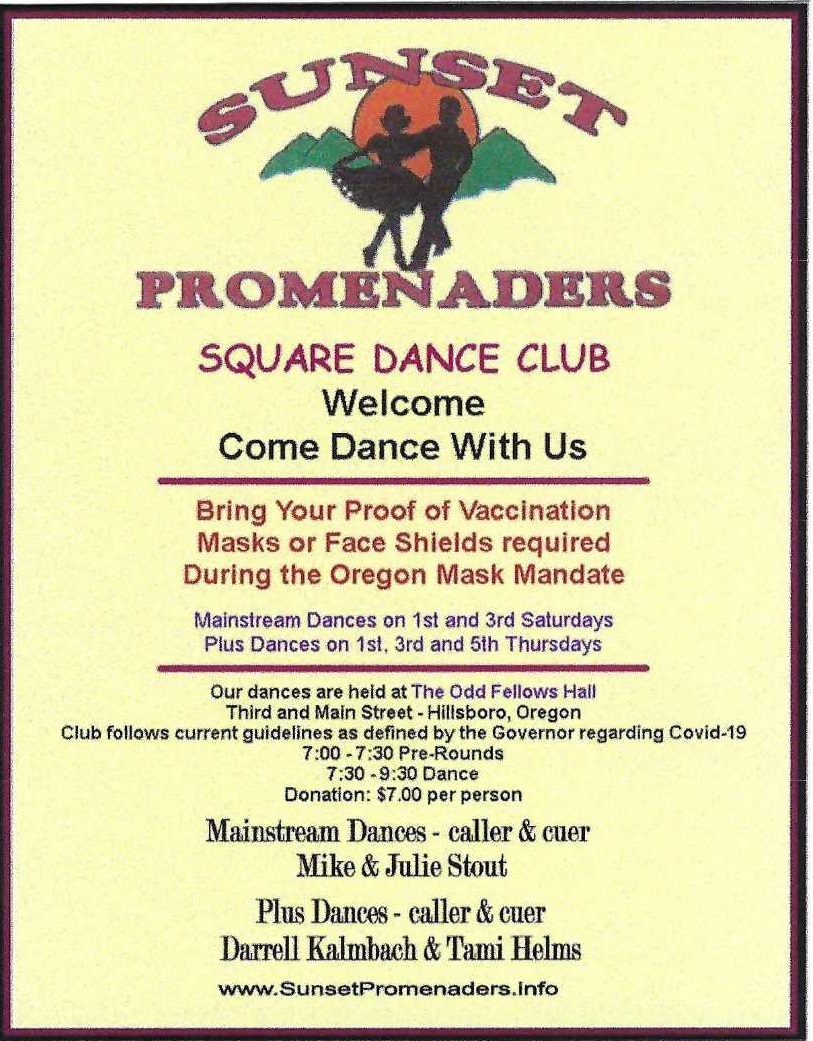 SUNSET
PROMENADERS
SQUARE DANCE CLUB
Welcome
Come Dance With Us
Bring Your Proof of Vaccination
Masks or Face Shields required
During the Oregon Mask Mandate
Mainstream Dances on 1st and 3rd Saturdays
Plus Dances on 1st, 3rd and 5th Thursdays
Our dances are held at The Odd Fellows Hall
Third and Main Street - Hillsboro, Oregon
Club follows current guidelines as defined by the Governor regarding Covid-19
7:00 - 7:30 Pre-Rounds
7:30 - 9:30 Dance
Donation: $7.00 per person
Mainstream Dances - caller & cuer
Mike & Julie Stout
Plus Dances - caller & cuer
Darrell Kalmbach & Tami Helms
www.SunsetPromenaders.info